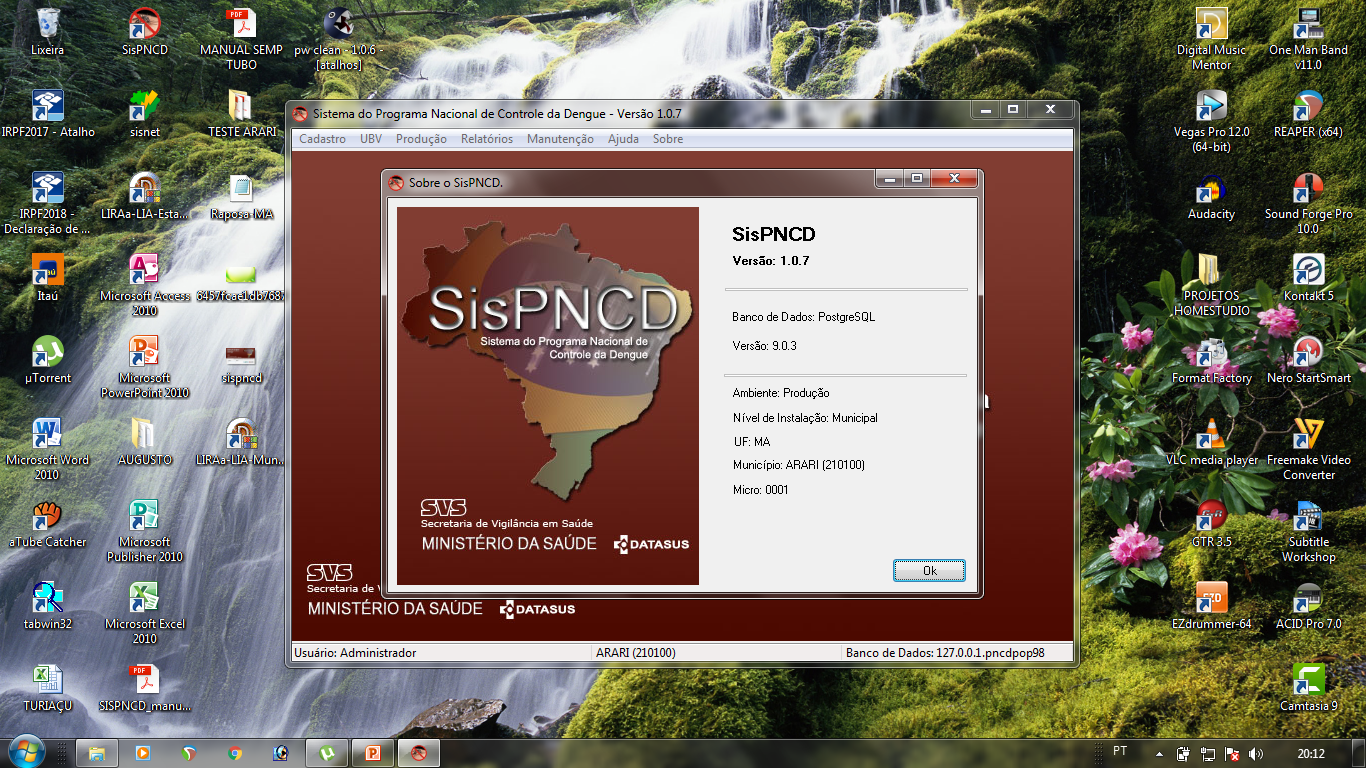 Lixeira
SisPNCD
MANUAL SEMP
TUBO
pw clean - 1.0.6 -
[atalhos]
Digital Music
Mentor
One Man Band
v11.0
IRPF2017 - Atalho
sisnet
TESTE ARARI
Vegas Pro 12.0
(64-bit)
REAPER (x64)
IRPF2018 -
Declaração de ...
LIRAa-LIA-Esta...
Raposa-MA
Audacity
Sound Forge Pro
10.0
Itaú
Microsoft Access
2010
6457fcae1db7687
PROJETOS
HOMESTUDIO
Kontakt 5
µTorrent
Microsoft
PowerPoint 2010
sispncd
Format Factory
Nero StartSmart
Microsoft Word
2010
AUGUSTO
LIRAa-LIA-Mun...
VLC media player
Freemake Video
Converter
aTube Catcher
Microsoft
Publisher 2010
GTR 3.5
Subtitle
Workshop
tabwin32
Microsoft Excel
2010
EZdrummer-64
ACID Pro 7.0
TURIAÇU
SISPNCD_manu...
Camtasia 9
Sistema do Programa Nacional de Controle da Dengue - Versão 1.0.7
Cadastro UBV Produção Relatórios Manutenção Ajuda Sobre
Sobre o SisPNCD.
SisPNCD
Sistema do Programa Nacional de
Controle da Dengue
SVS
Secretaria de Vigilância em Saúde
MINISTÉRIO DA SAÚDE DATASUS
SisPNCD
Versão: 1.0.7
Banco de Dados: PostgreSQL
Versão: 9.0.3
Ambiente: Produção
Nível de Instalação: Municipal
UF: MA
Município: ARARI (210100)
Micro: 0001
Ok
SVS
Secretaria de V
MINISTÉRIO DA SAÚDE DATASUS
Usuário: Administrador ARARI (210100) Banco de Dados: 127.0.0.1.pncdpop98
PT 20:12